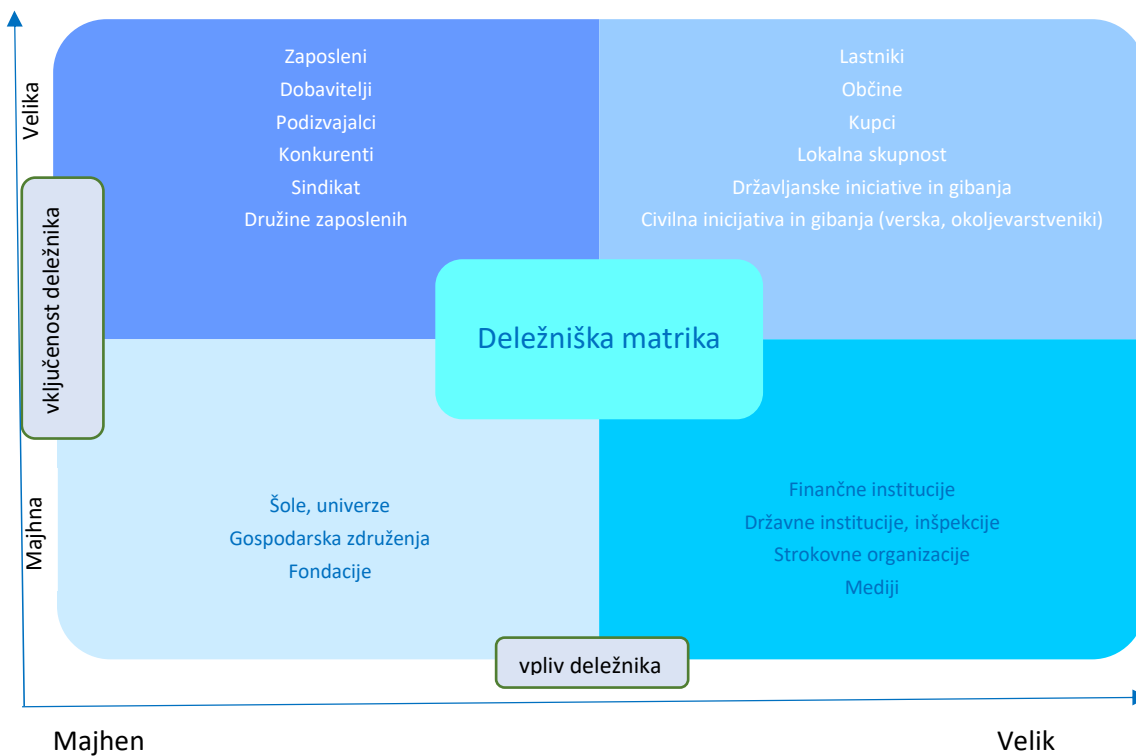 Velika
vključenost deležnika
Majhna
Zaposleni
Dobavitelji
Podizvajalci
Konkurenti
Sindikat
Družine zaposlenih
Lastniki
Občine
Kupci
Lokalna skupnost
Državljanske iniciative in gibanja
Civilna inicijativa in gibanja (verska, okoljevarstveniki)
Deležniška matrika
Šole, univerze
Gospodarska združenja
Fondacije
Finančne institucije
Državne institucije, inšpekcije
Strokovne organizacije
Mediji
vpliv deležnika
Majhen
Velik